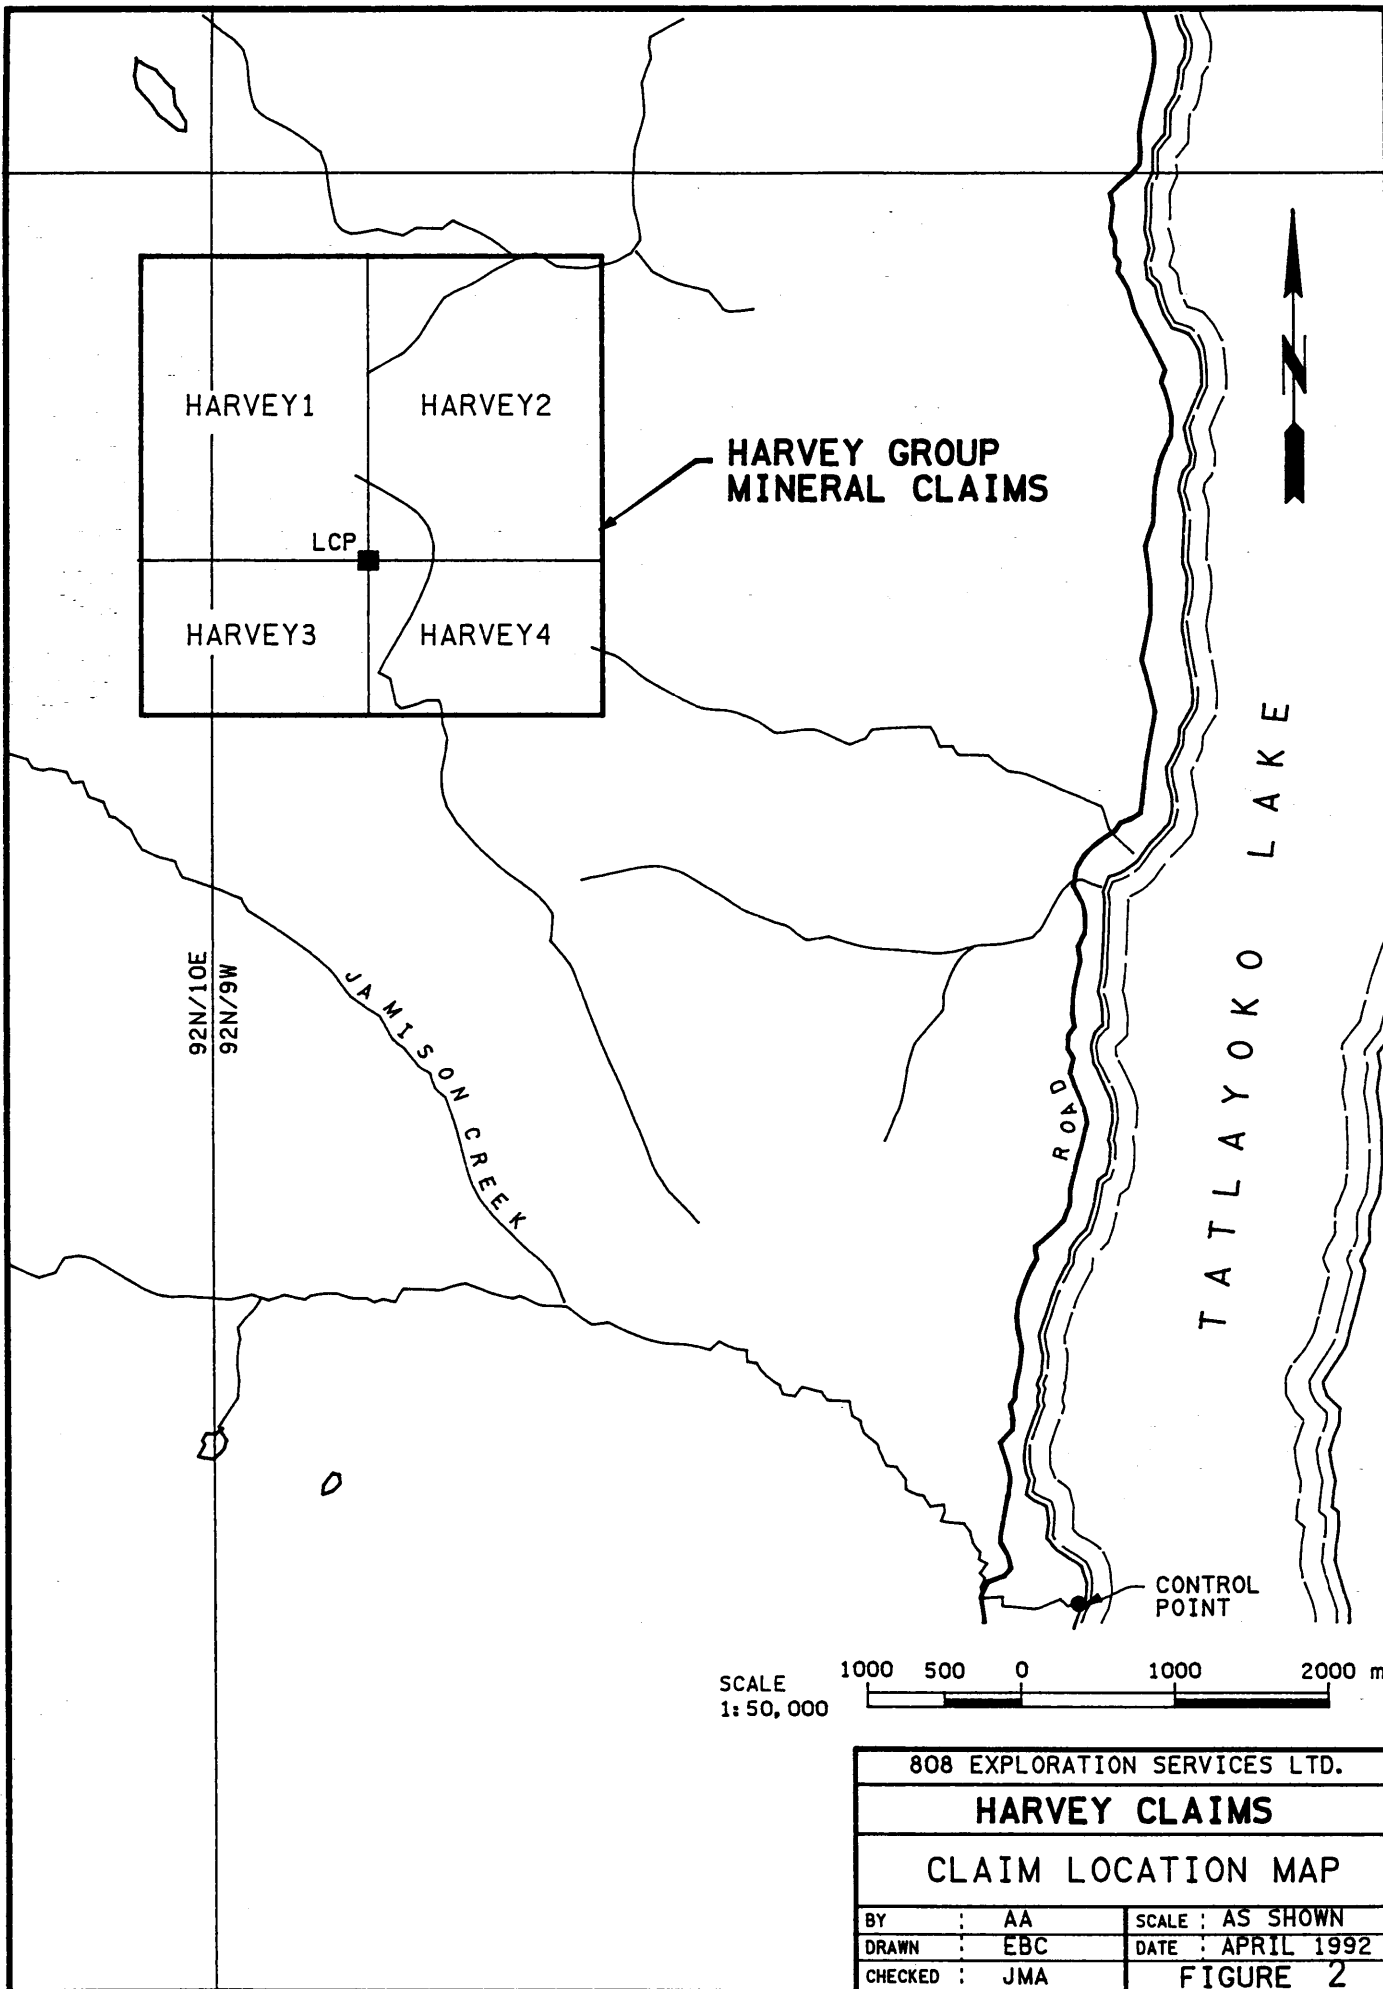 HARVEY1
HARVEY2
HARVEY GROUP
MINERAL CLAIMS
LCP
HARVEY3
HARVEY4
N
TATLAYOKO LAKE
92N/10E
92N/9W
JAMISON CREEK
ROAD
CONTROL
POINT
SCALE
1:50,000
1000 500 0 1000 2000 m
808 EXPLORATION SERVICES LTD.
HARVEY CLAIMS
CLAIM LOCATION MAP
BY : AA
SCALE : AS SHOWN
DRAWN : EBC
DATE : APRIL 1992
CHECKED : JMA
FIGURE 2